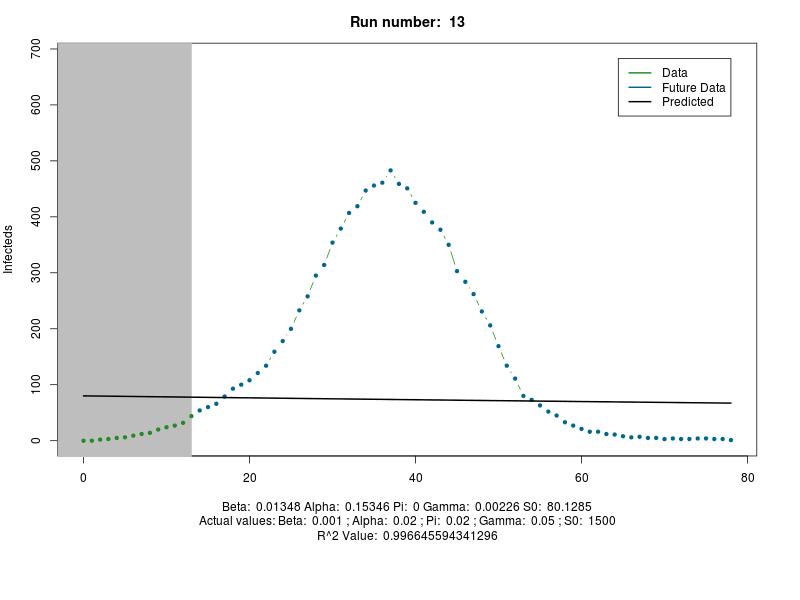 Run number:  13
700
600
500
400
300
200
100
0
Infecteds
Data
Future Data
Predicted
0 20 40 60 80
Beta:  0.01348 Alpha:  0.15346 Pi:  0 Gamma:  0.00226 S0:  80.1285
Actual values: Beta:  0.001 ; Alpha:  0.02 ; Pi:  0.02 ; Gamma:  0.05 ; S0:  1500
R^2 Value:  0.996645594341296